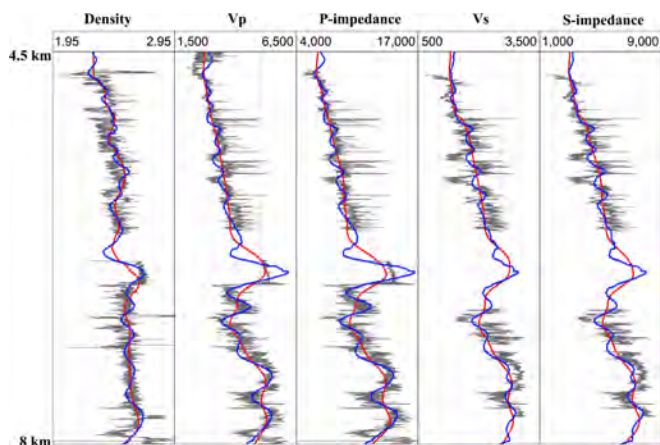 Density Vp P-impedance Vs S-impedance
1.95 2.95 1,500 6,500 4,000 17,000 500 3,500 1,000 9,000
4.5 km
8 km